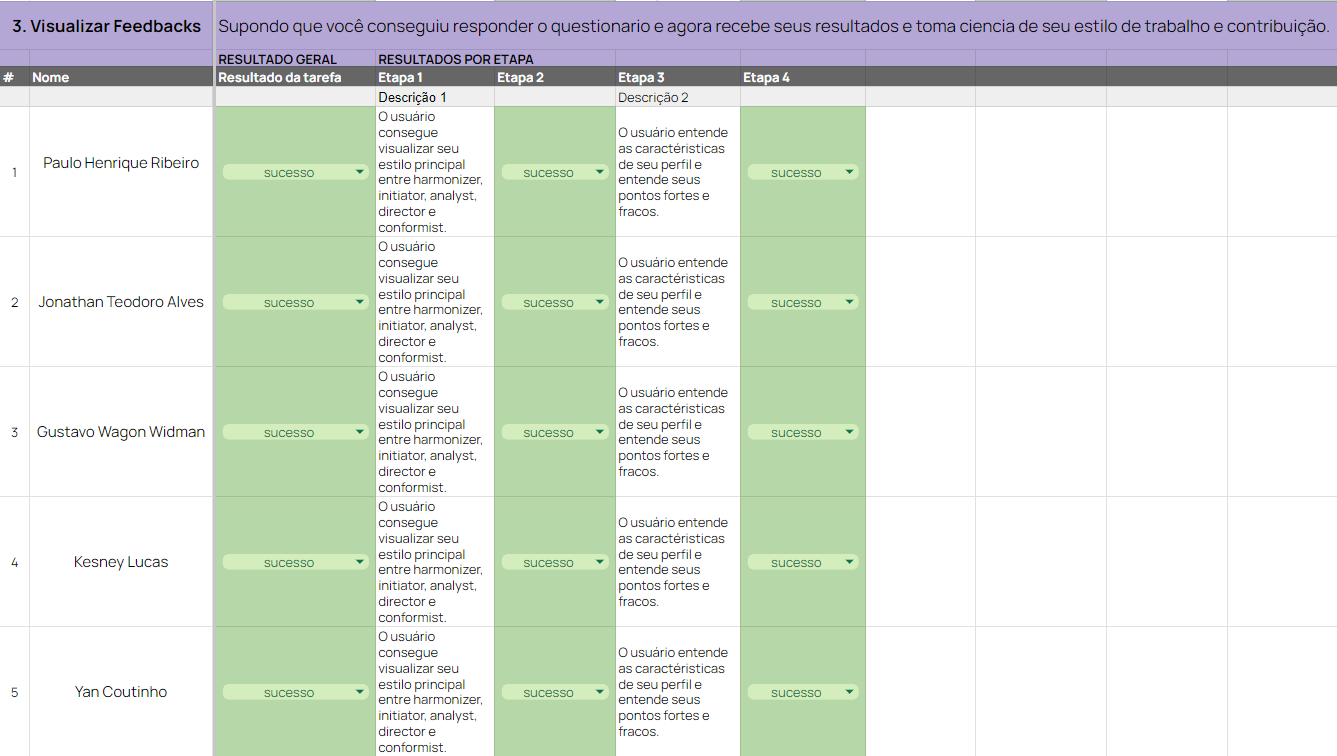 3. Visualizar Feedbacks Supondo que você conseguiu responder o questionario e agora recebe seus resultados e toma ciencia de seu estilo de trabalho e contribuição.
RESULTADO GERAL RESULTADOS POR ETAPA
# Nome Resultado da tarefa Etapa 1 Etapa 2 Etapa 3 Etapa 4
Descrição 1 Descrição 2
1
Paulo Henrique Ribeiro
sucesso
O usuário
consegue
visualizar seu
estilo principal
entre harmonizer,
initiator, analyst,
director e
conformist.
sucesso
O usuário entende
as caractéristicas
de seu perfil e
entende seus
pontos fortes e
fracos.
sucesso
2
Jonathan Teodoro Alves
sucesso
O usuário
consegue
visualizar seu
estilo principal
entre harmonizer,
initiator, analyst,
director e
conformist.
sucesso
O usuário entende
as caractéristicas
de seu perfil e
entende seus
pontos fortes e
fracos.
sucesso
3
Gustavo Wagon Widman
sucesso
O usuário
consegue
visualizar seu
estilo principal
entre harmonizer,
initiator, analyst,
director e
conformist.
sucesso
O usuário entende
as caractéristicas
de seu perfil e
entende seus
pontos fortes e
fracos.
sucesso
4
Kesney Lucas
sucesso
O usuário
consegue
visualizar seu
estilo principal
entre harmonizer,
initiator, analyst,
director e
conformist.
sucesso
O usuário entende
as caractéristicas
de seu perfil e
entende seus
pontos fortes e
fracos.
sucesso
5
Yan Coutinho
sucesso
O usuário
consegue
visualizar seu
estilo principal
entre harmonizer,
initiator, analyst,
director e
conformist.
sucesso
O usuário entende
as caractéristicas
de seu perfil e
entende seus
pontos fortes e
fracos.
sucesso